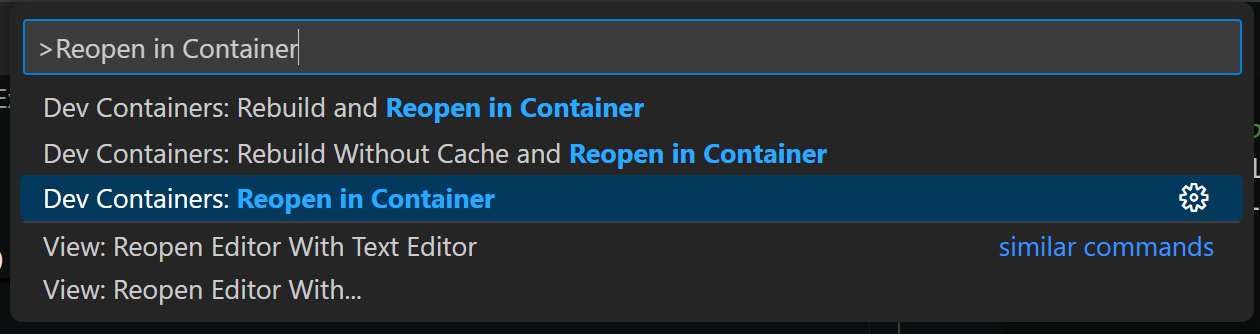 >Reopen in Container
Dev Containers: Rebuild and Reopen in Container
Dev Containers: Rebuild Without Cache and Reopen in Container
Dev Containers: Reopen in Container
View: Reopen Editor With Text Editor similar commands
View: Reopen Editor With...